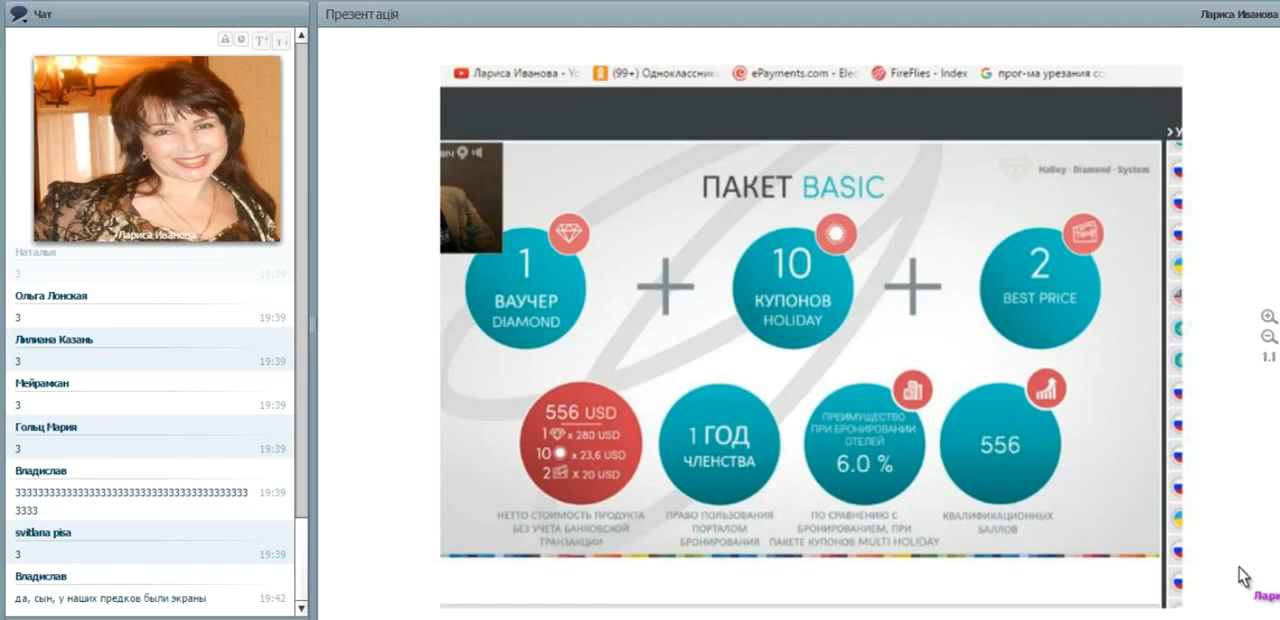 Чат
Лариса Иванова
Наталья
3 19:39
Ольга Лонская
3 19:39
Лилиана Казань
3 19:39
Мейрамкан
3 19:39
Гольц Мария
3 19:39
Владислав
33333333333333333333333333333333333333 19:39
3333
svitlana pisa
3 19:39
Владислав
да, сын, у наших предков были экраны 19:42
Презентація
Лариса Иванова
Лариса Иванова - Yo
(99+) Одноклассник
ePayments.com - Elec
FireFlies - Index
прог-ма урезания сс
Halley · Diamond · System
ПАКЕТ BASIC
1
ВАУЧЕР
DIAMOND
+
10
КУПОНОВ
HOLIDAY
+
2
BEST PRICE
556 USD
1 x 280 USD
10 x 23,6 USD
2 X 20 USD
НЕТТО СТОИМОСТЬ ПРОДУКТА
БЕЗ УЧЕТА БАНКОВСКОЙ
ТРАНЗАКЦИИ
1 ГОД
ЧЛЕНСТВА
ПРАВО ПОЛЬЗОВАНИЯ
ПОРТАЛОМ
БРОНИРОВАНИЯ
ПРЕИМУЩЕСТВО
ПРИ БРОНИРОВАНИИ
ОТЕЛЕЙ
6.0 %
ПО СРАВНЕНИЮ С
БРОНИРОВАНИЕМ, ПРИ
ПАКЕТЕ КУПОНОВ MULTI HOLIDAY
556
КВАЛИФИКАЦИОННЫХ
БАЛЛОВ
1.1
Лари